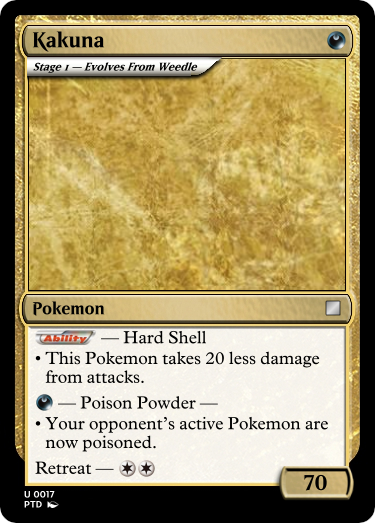 Kakuna
Stage 1 — Evolves From Weedle
Pokemon
Ability — Hard Shell
• This Pokemon takes 20 less damage
from attacks.
— Poison Powder —
• Your opponent's active Pokemon are
now poisoned.
Retreat —
70
U 0017
PTD